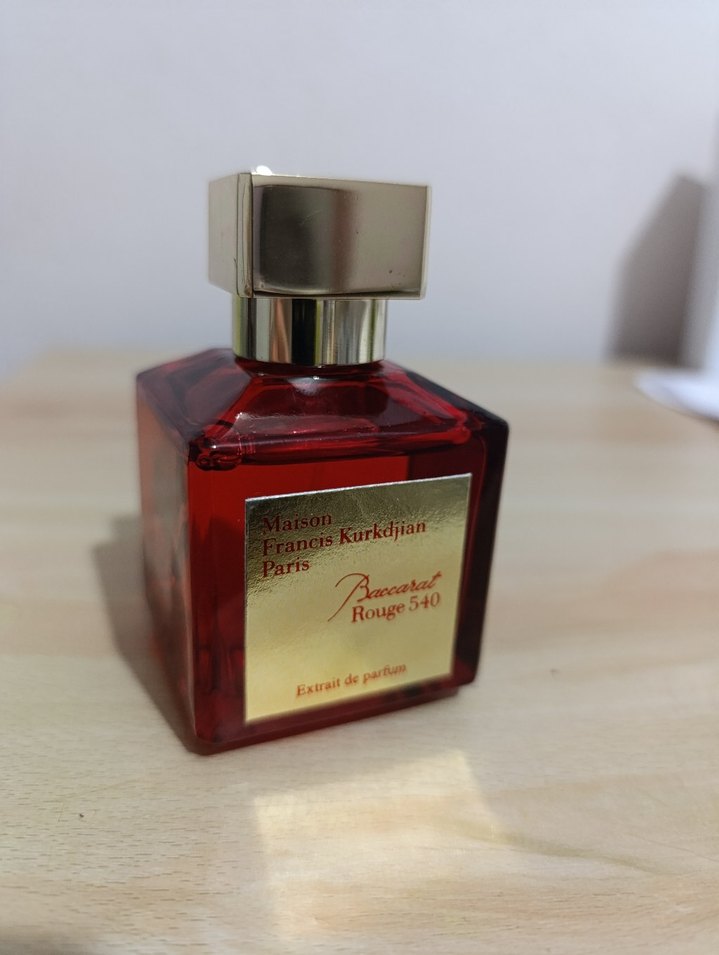 Maison
Francis Kurkdjian
Paris
Baccarat
Rouge 540
Extrait de parfum